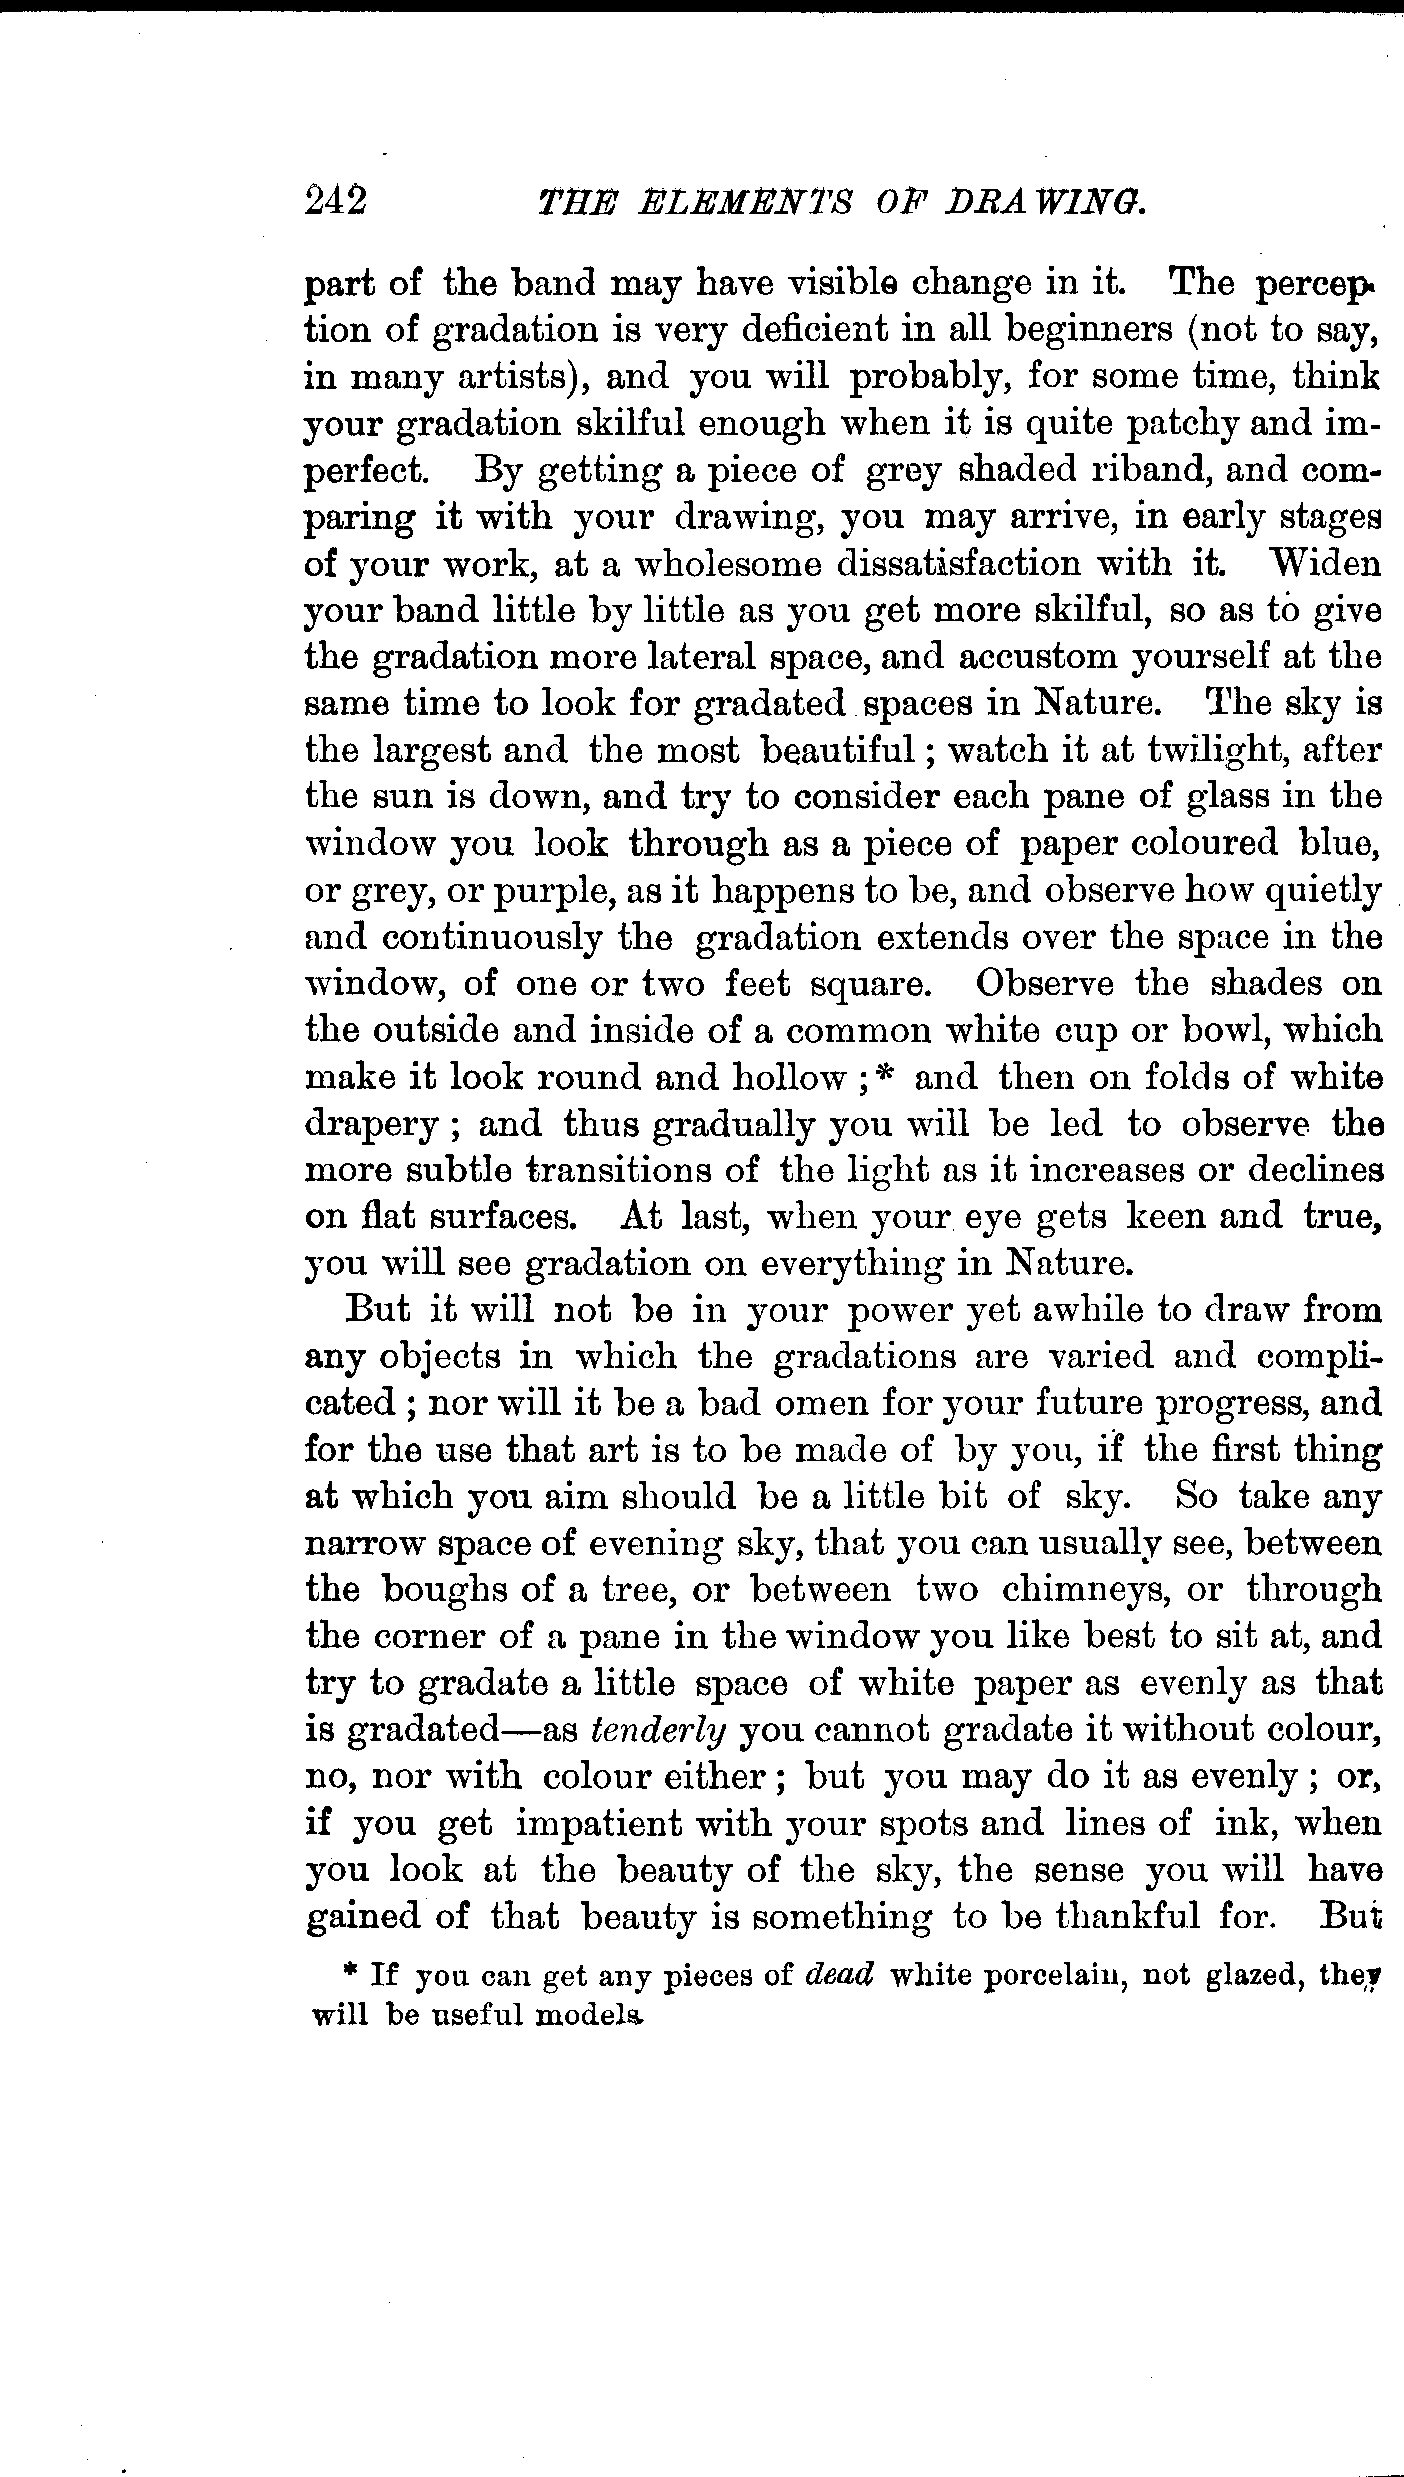 242 THE ELEMENTS OF DRAWING.
part of the band may have visible change in it. The percep-
tion of gradation is very deficient in all beginners (not to say,
in many artists), and you will probably, for some time, think
your gradation skilful enough when it is quite patchy and im-
perfect. By getting a piece of grey shaded riband, and com-
paring it with your drawing, you may arrive, in early stages
of your work, at a wholesome dissatisfaction with it. Widen
your band little by little as you get more skilful, so as to give
the gradation more lateral space, and accustom yourself at the
same time to look for gradated spaces in Nature. The sky is
the largest and the most beautiful; watch it at twilight, after
the sun is down, and try to consider each pane of glass in the
window you look through as a piece of paper coloured blue,
or grey, or purple, as it happens to be, and observe how quietly
and continuously the gradation extends over the space in the
window, of one or two feet square. Observe the shades on
the outside and inside of a common white cup or bowl, which
make it look round and hollow;* and then on folds of white
drapery; and thus gradually you will be led to observe the
more subtle transitions of the light as it increases or declines
on flat surfaces. At last, when your eye gets keen and true,
you will see gradation on everything in Nature.
But it will not be in your power yet awhile to draw from
any objects in which the gradations are varied and compli-
cated; nor will it be a bad omen for your future progress, and
for the use that art is to be made of by you, if the first thing
at which you aim should be a little bit of sky. So take any
narrow space of evening sky, that you can usually see, between
the boughs of a tree, or between two chimneys, or through
the corner of a pane in the window you like best to sit at, and
try to gradate a little space of white paper as evenly as that
is gradated—as tenderly you cannot gradate it without colour,
no, nor with colour either; but you may do it as evenly; or,
if you get impatient with your spots and lines of ink, when
you look at the beauty of the sky, the sense you will have
gained of that beauty is something to be thankful for. But
* If you can get any pieces of dead white porcelain, not glazed, they
will be useful models.